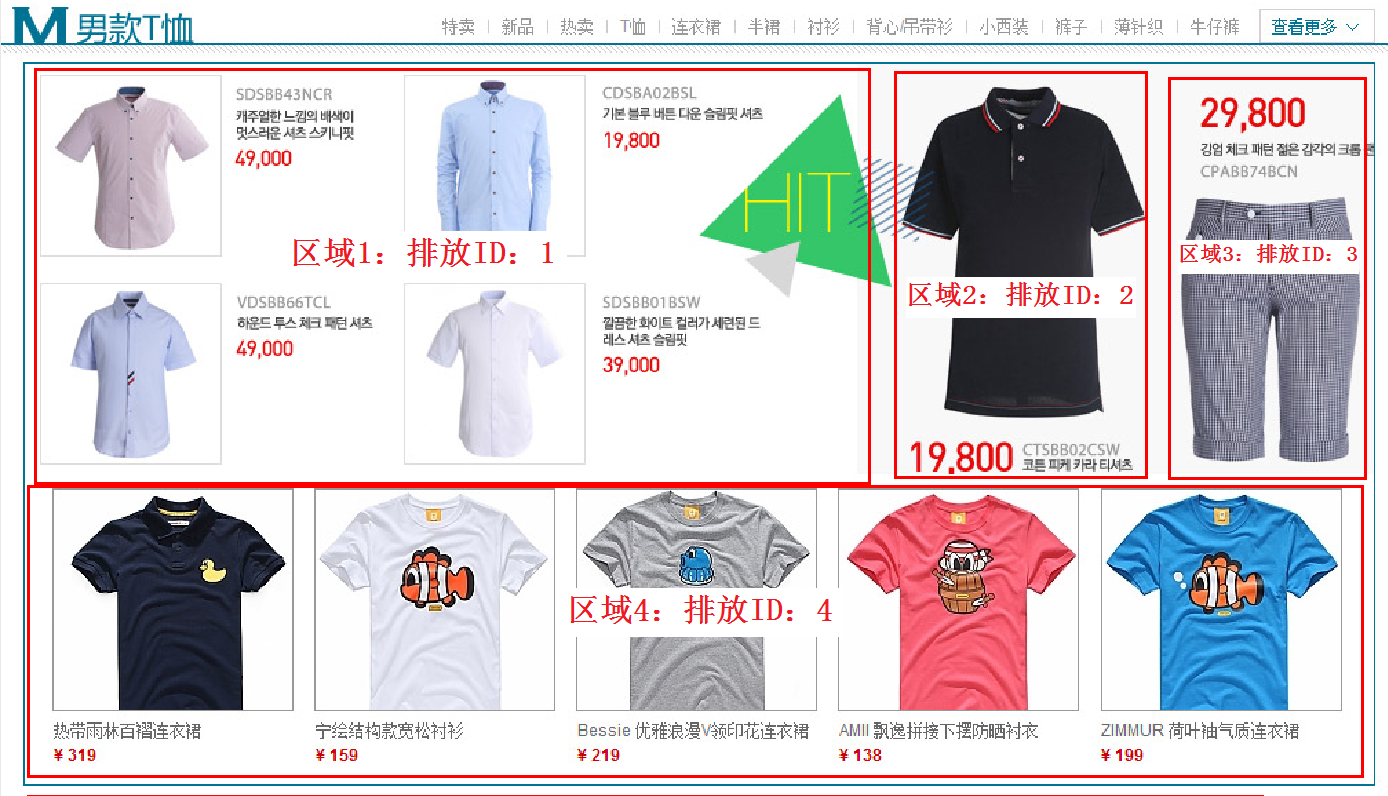 M 男款T恤
特卖 新品 热卖 T恤 连衣裙 半裙 衬衫 背心/吊带衫 小西装 裤子 薄针织 牛仔裤 查看更多
SDSBB43NCR
캐주얼한 느낌의 배색이
멋스러운 셔츠 스키니핏
49,000
CDSBA02BSL
기본 블루 버튼 다운 슬림핏 셔츠
19,800
HIT
29,800
깅엄 체크 패턴 젊은 감각의 크롭
CPABB74BCN
区域1：排放ID：1
区域2：排放ID：2
区域3：排放ID：3
VDSBB66TCL
하운드 투스 체크 패턴 셔츠
49,000
SDSBB01BSW
깔끔한 화이트 컬러가 세련된 드
레스 셔츠 슬림핏
39,000
19,800
CTSBB02CSW
코튼 피케 카라 티셔츠
区域4：排放ID：4
热带雨林百褶连衣裙
¥ 319
宁绘结构款宽松衬衫
¥ 159
Bessie 优雅浪漫V领印花连衣裙
¥ 219
AMII 飘逸拼接下摆防晒衬衣
¥ 138
ZIMMUR 荷叶袖气质连衣裙
¥ 199